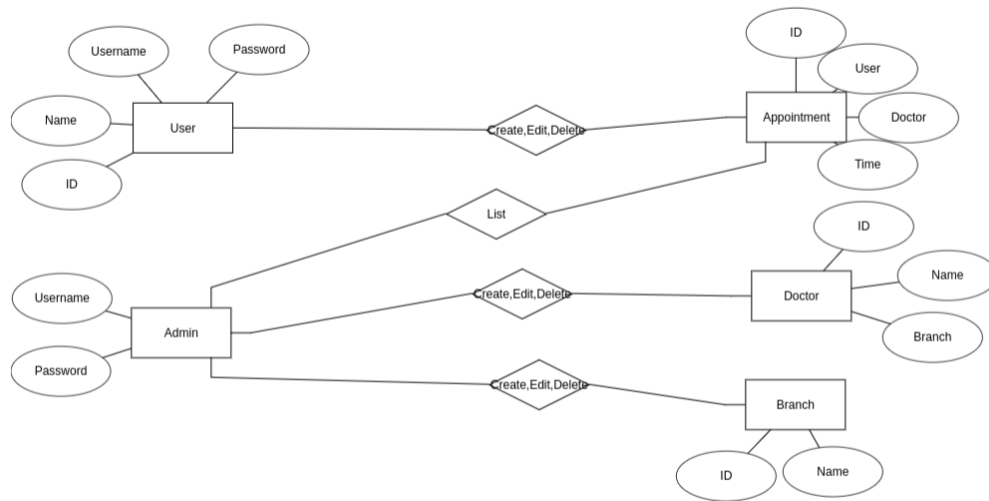 ID
Username
Password
User
Name
User
Create,Edit,Delete
Appointment
Doctor
Time
ID
List
ID
Username
Create,Edit,Delete
Doctor
Name
Admin
Branch
Password
Create,Edit,Delete
Branch
ID
Name